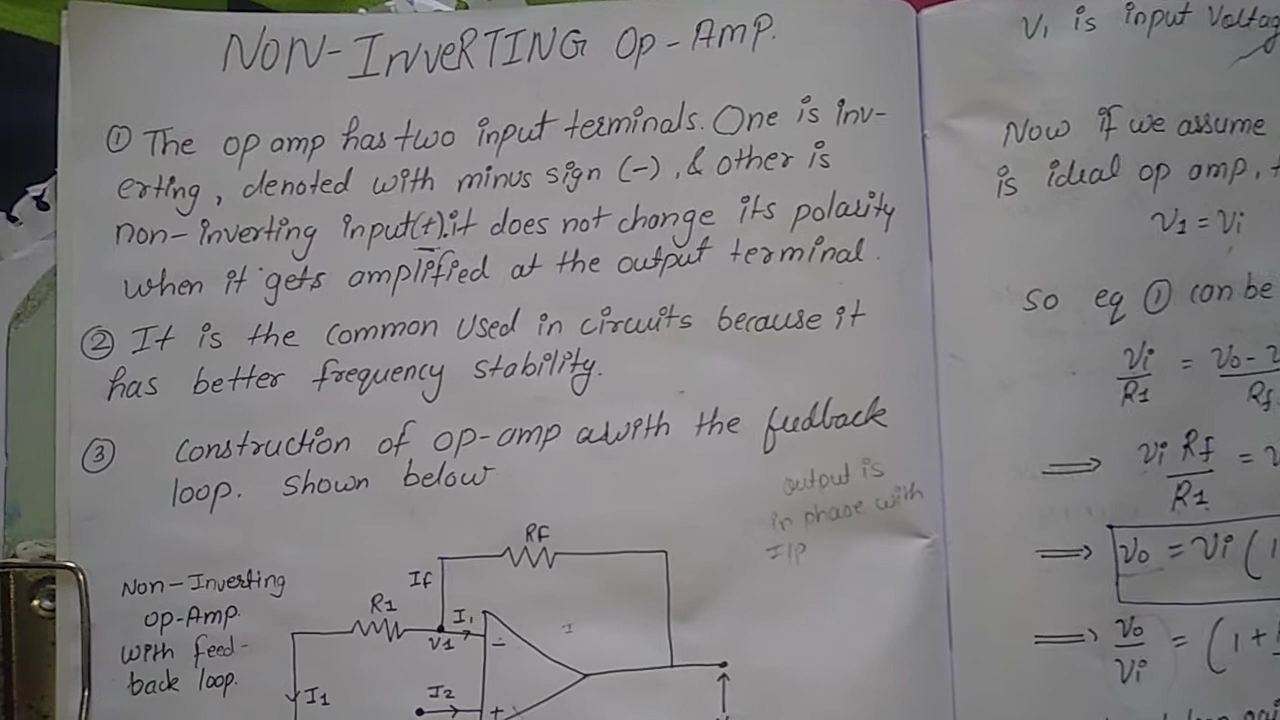 NON-INVERTING Op-Amp.
① The op amp has two input terminals. One is inv-
erting, denoted with minus sign (-), & other is
non-inverting input(+).it does not change its polarity
when it gets amplified at the output terminal.
② It is the common Used in circuits because it
has better frequency stability.
③ construction of op-amp with the feedback
loop. Shown below
output is
in phase with
I/P
Non-Inverting
op-Amp.
with feed-
back loop.
RF
If
R1
I1
V1
-
I
I1
I2
+
V1 is input Voltag
Now if we assume
is ideal op amp,
V1 = Vi
so eq ① can be
Vi/R1 = Vo-
Rf
⟹ Vi Rf/R1 =
⟹ Vo = Vi (1
⟹ Vo/Vi = (1+